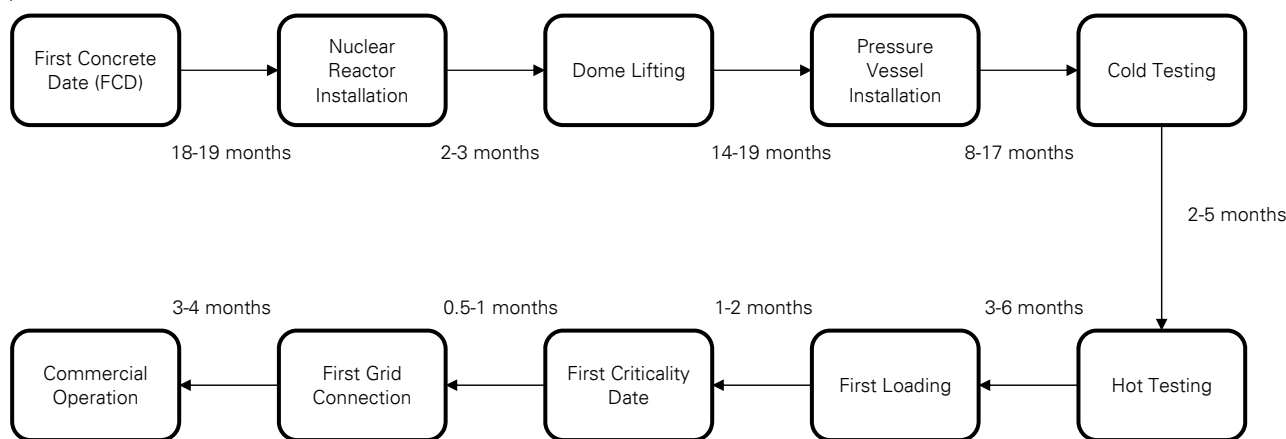 First Concrete
Date (FCD)
Nuclear
Reactor
Installation
Dome Lifting
Pressure
Vessel
Installation
Cold Testing
18-19 months
2-3 months
14-19 months
8-17 months
2-5 months
3-4 months
0.5-1 months
1-2 months
3-6 months
Commercial
Operation
First Grid
Connection
First Criticality
Date
First Loading
Hot Testing